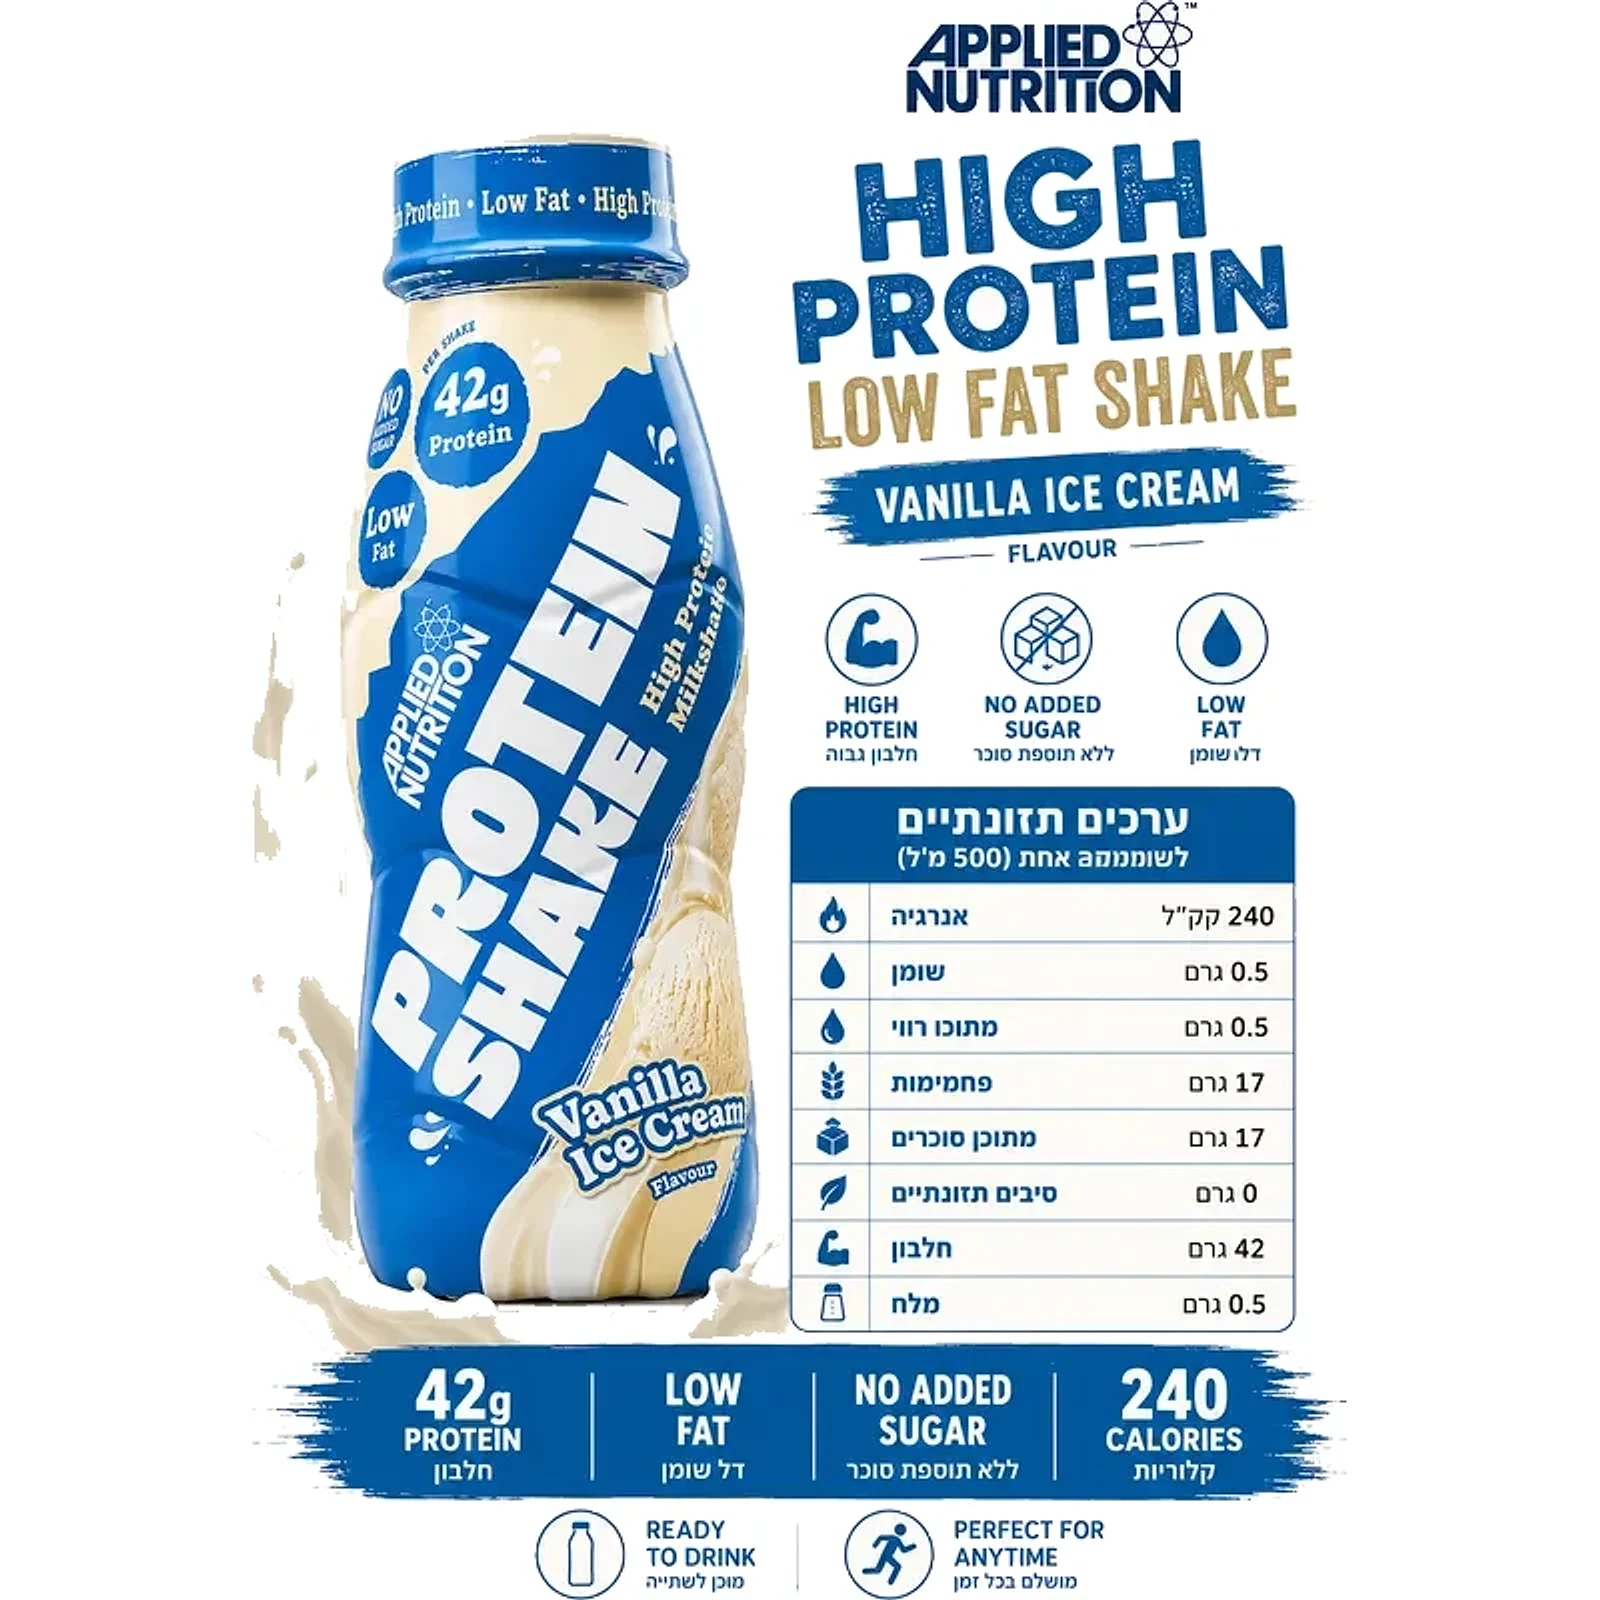 APPLIED
NUTRITION
™
HIGH
PROTEIN
LOW FAT SHAKE
VANILLA ICE CREAM
FLAVOUR
Protein • Low Fat • High
PER SHAKE
42g
Protein
NO
ADDED
SUGAR
Low
Fat
APPLIED
NUTRITION
PROTEIN
SHAKE
High Protein
Milkshake
Vanilla
Ice Cream
Flavour
HIGH
PROTEIN
חלבון גבוה
NO ADDED
SUGAR
ללא תוספת סוכר
LOW
FAT
שומן
ערכים תזונתיים
אחת (500 מ'ל)
אנרגיה 240 קק"ל
שומן 0.5 גרם
מתוכו רווי 0.5 גרם
פחמימות 17 גרם
מתוכן סוכרים 17 גרם
סיבים תזונתיים 0 גרם
חלבון 42 גרם
מלח 0.5 גרם
42g
PROTEIN
חלבון
LOW
FAT
דל שומן
NO ADDED
SUGAR
ללא תוספת סוכר
240
CALORIES
קלוריות
READY
TO DRINK
מוכן לשתייה
PERFECT FOR
ANYTIME
מושלם בכל זמן